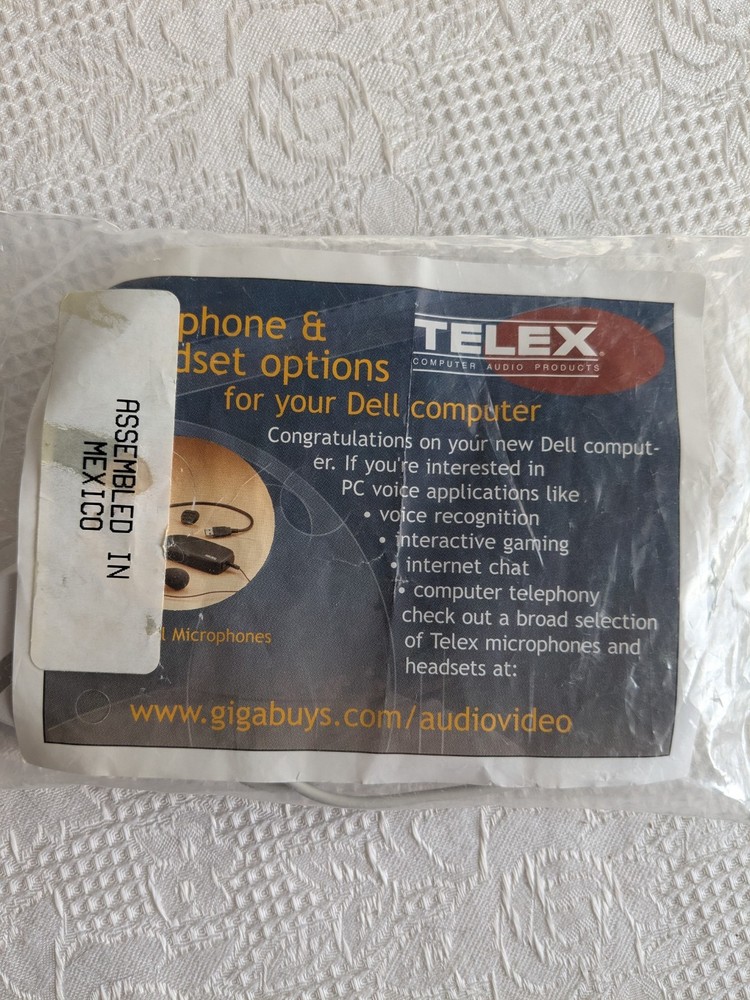 phone &
dset options
for your Dell computer
TELEX
COMPUTER AUDIO PRODUCTS
Congratulations on your new Dell comput-
er. If you're interested in
PC voice applications like
• voice recognition
• interactive gaming
• internet chat
• computer telephony
check out a broad selection
of Telex microphones and
headsets at:
l Microphones
www.gigabuys.com/audiovideo
ASSEMBLED IN
MEXICO